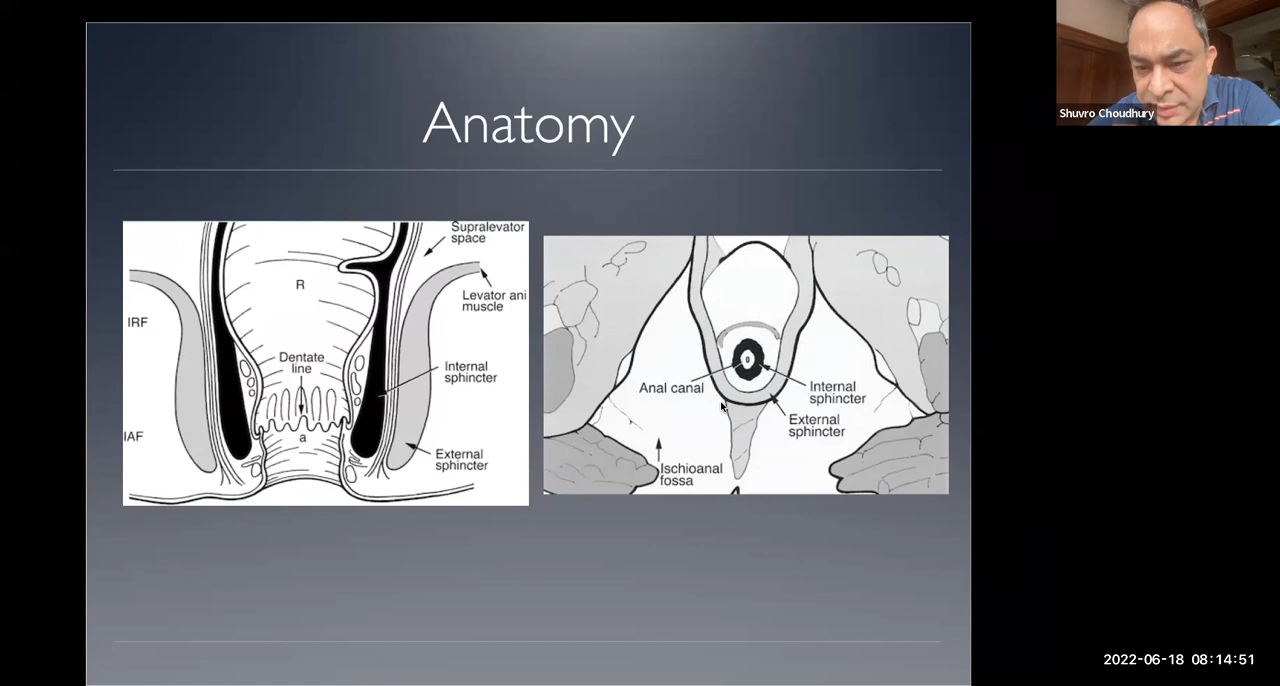 Anatomy
Supralevator
space
R
Levator ani
muscle
IRF
Dentate
line
Internal
sphincter
IAF
a
External
sphincter
Anal canal
Internal
sphincter
External
sphincter
Ischioanal
fossa
Shuvro Choudhury
2022-06-18 08:14:51